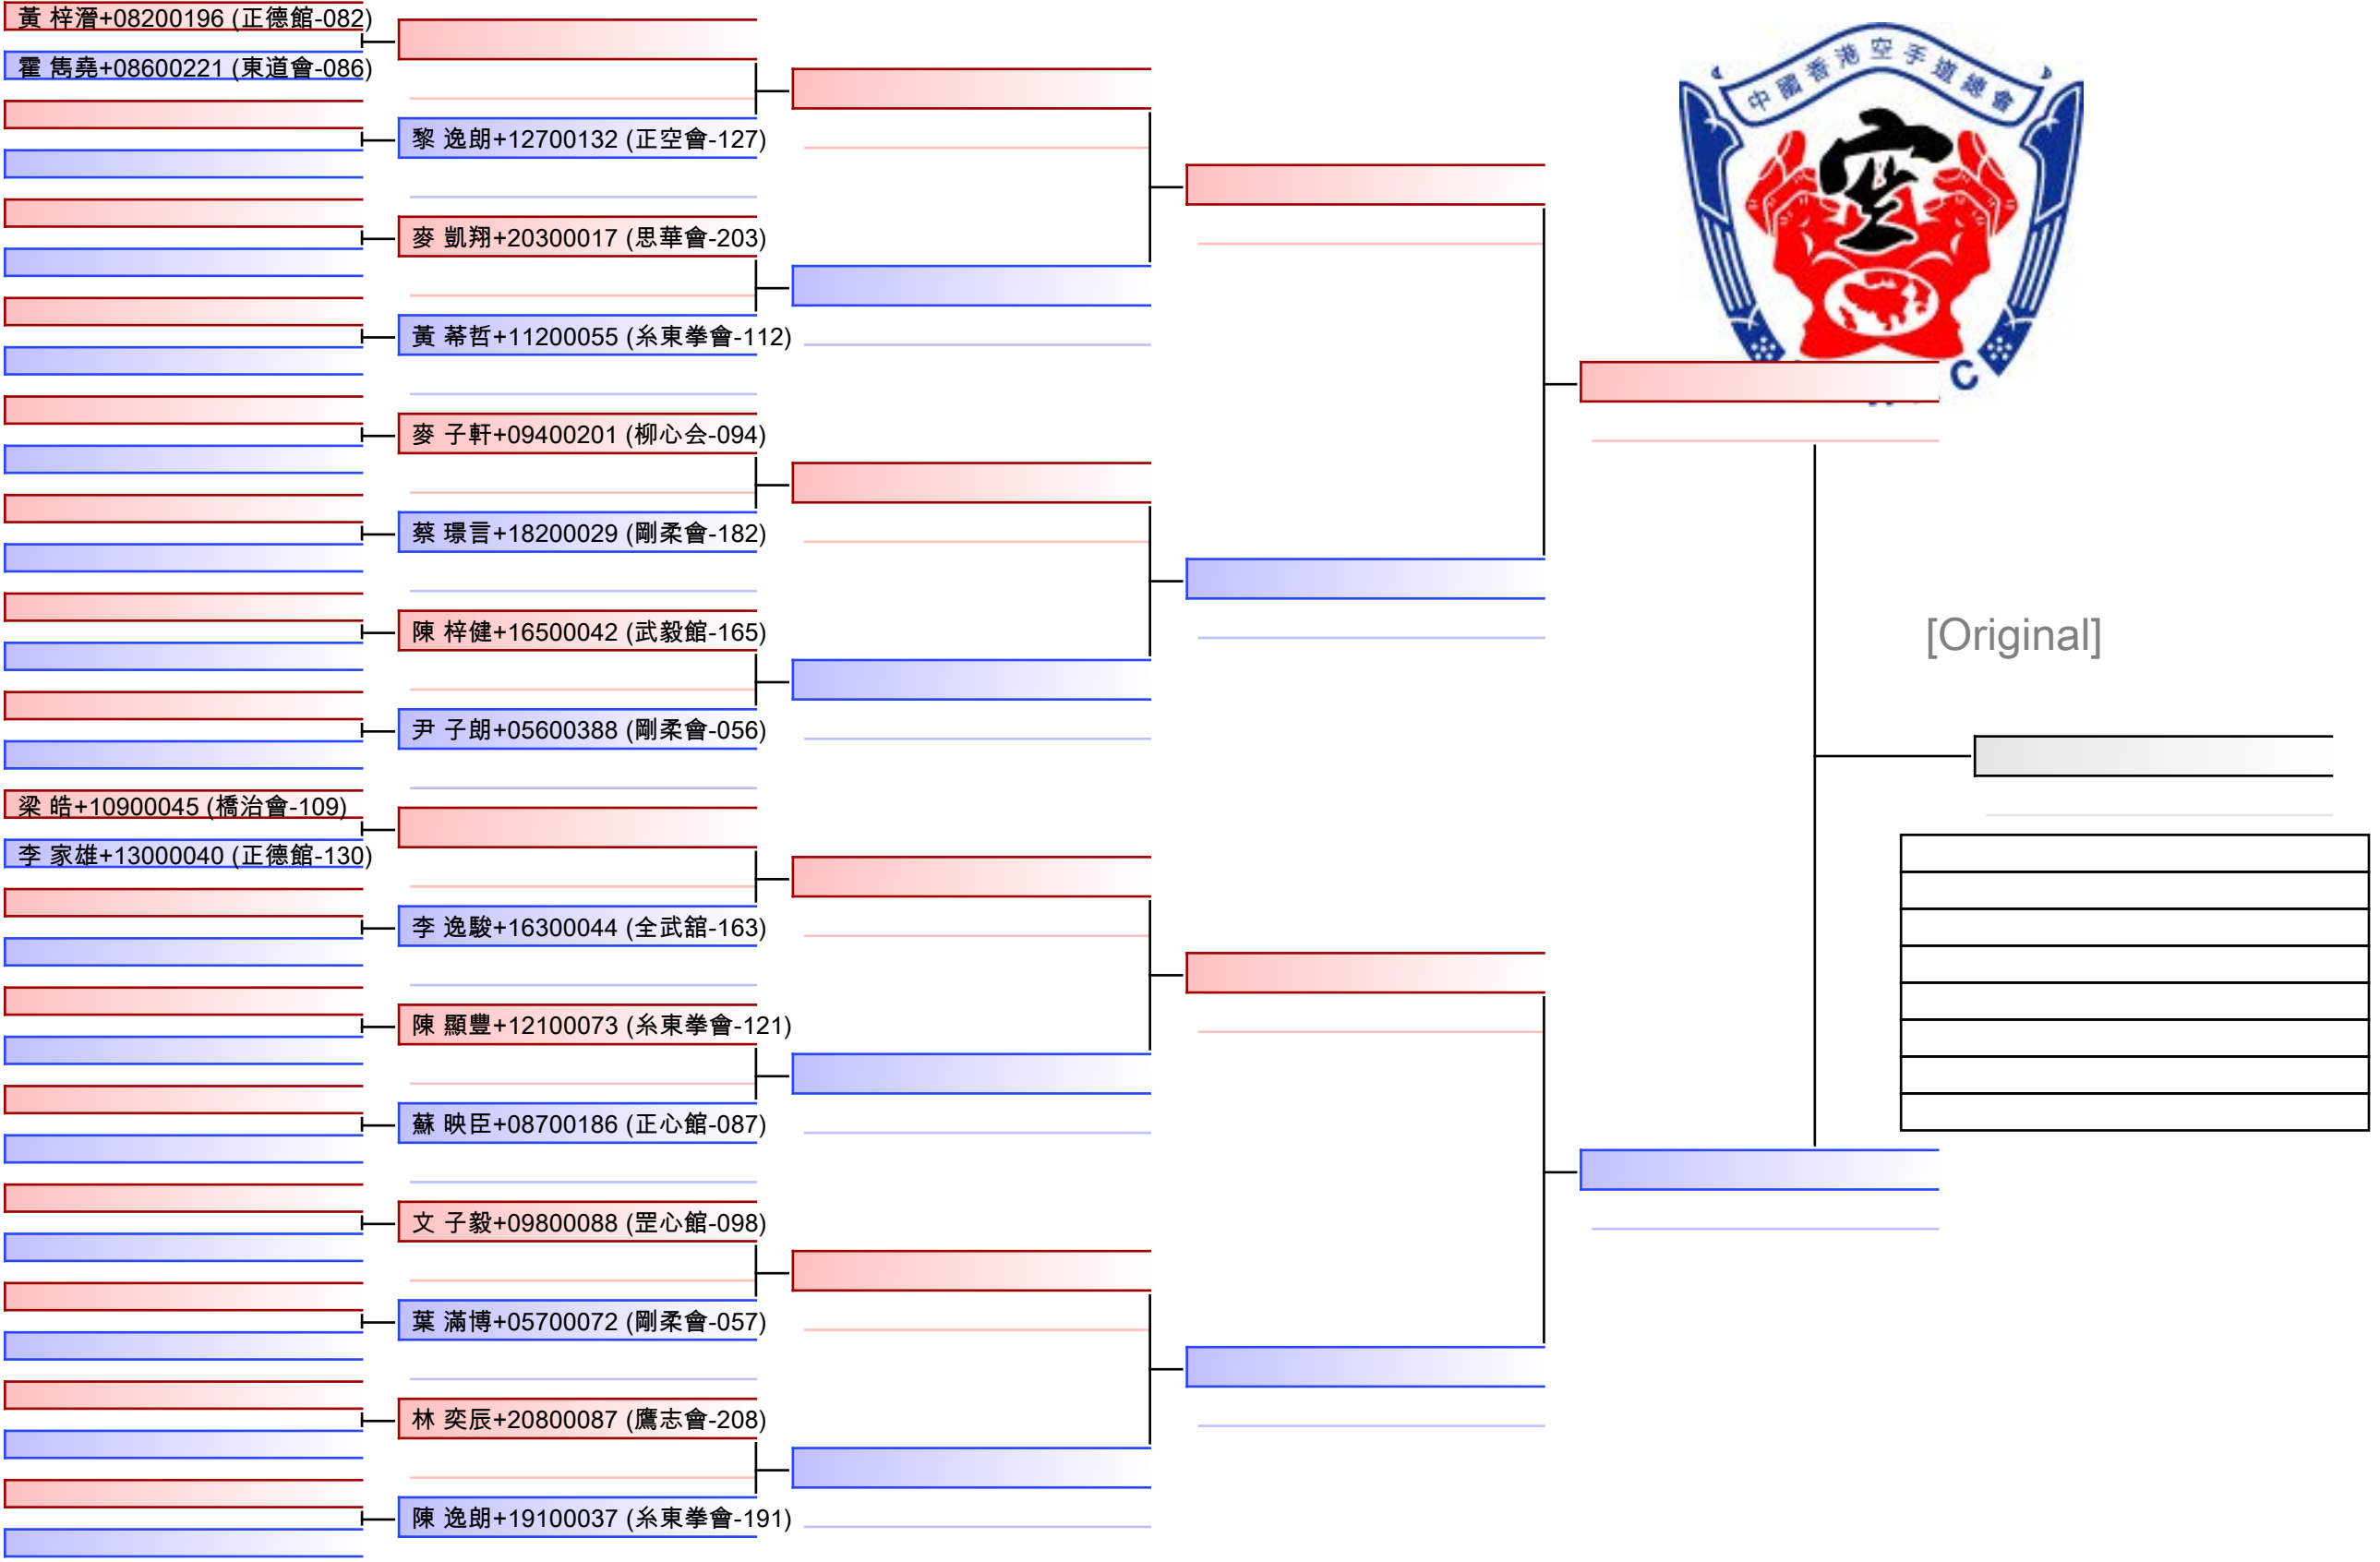 黃 梓濳+08200196 (正德館-082)
霍 雋堯+08600221 (東道會-086)
黎 逸朗+12700132 (正空會-127)
麥 凱翔+20300017 (思華會-203)
黃 莃哲+11200055 (糸東拳會-112)
麥 子軒+09400201 (柳心会-094)
蔡 璟言+18200029 (剛柔會-182)
陳 梓健+16500042 (武毅館-165)
尹 子朗+05600388 (剛柔會-056)
梁 皓+10900045 (橋治會-109)
李 家雄+13000040 (正德館-130)
李 逸駿+16300044 (全武舘-163)
陳 顯豐+12100073 (糸東拳會-121)
蘇 映臣+08700186 (正心館-087)
文 子毅+09800088 (罡心館-098)
葉 滿博+05700072 (剛柔會-057)
林 奕辰+20800087 (鷹志會-208)
陳 逸朗+19100037 (糸東拳會-191)
中國香港空手道總會
空
C
[Original]